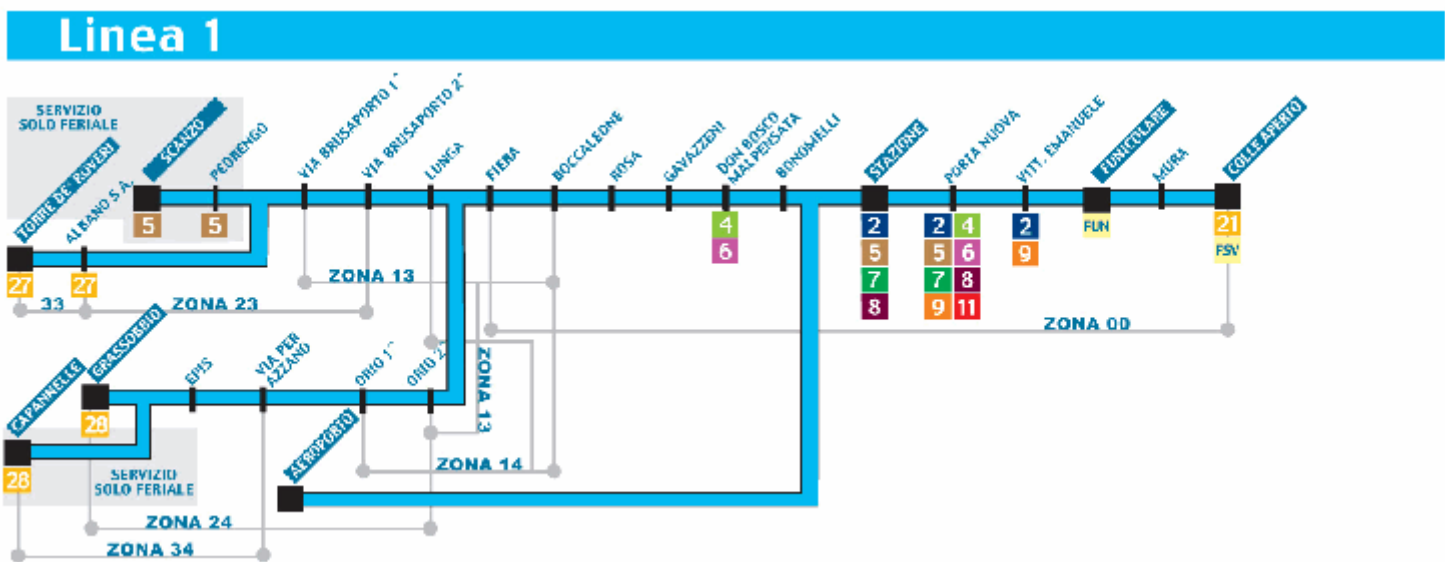 Linea 1
SERVIZIO
SOLO FERIALE
TORRE DE' ROVERI
ALBANO S.A.
SCANZO
PEDRENGO
VIA BRUSAPORTO 1^
VIA BRUSAPORTO 2^
LUNGA
FIERA
BOCCALEONE
ROSA
GAVAZZENI
DON BOSCO
MALPENSATA
BONOMELLI
STAZIONE
PORTA NUOVA
VITT. EMANUELE
FUNICOLARE
MURA
COLLE APERTO
5
5
4
6
2
5
7
8
2 4
5 6
7 8
9 11
2
9
FUN
21
FSV
27
27
33
ZONA 23
ZONA 13
ZONA 00
CAPANNELLE
GRASSOBBIO
EPIS
VIA PER
AZZANO
ORIO 1^
ORIO 2^
ZONA 13
AEROPORTO
28
28
SERVIZIO
SOLO FERIALE
ZONA 14
ZONA 24
ZONA 34